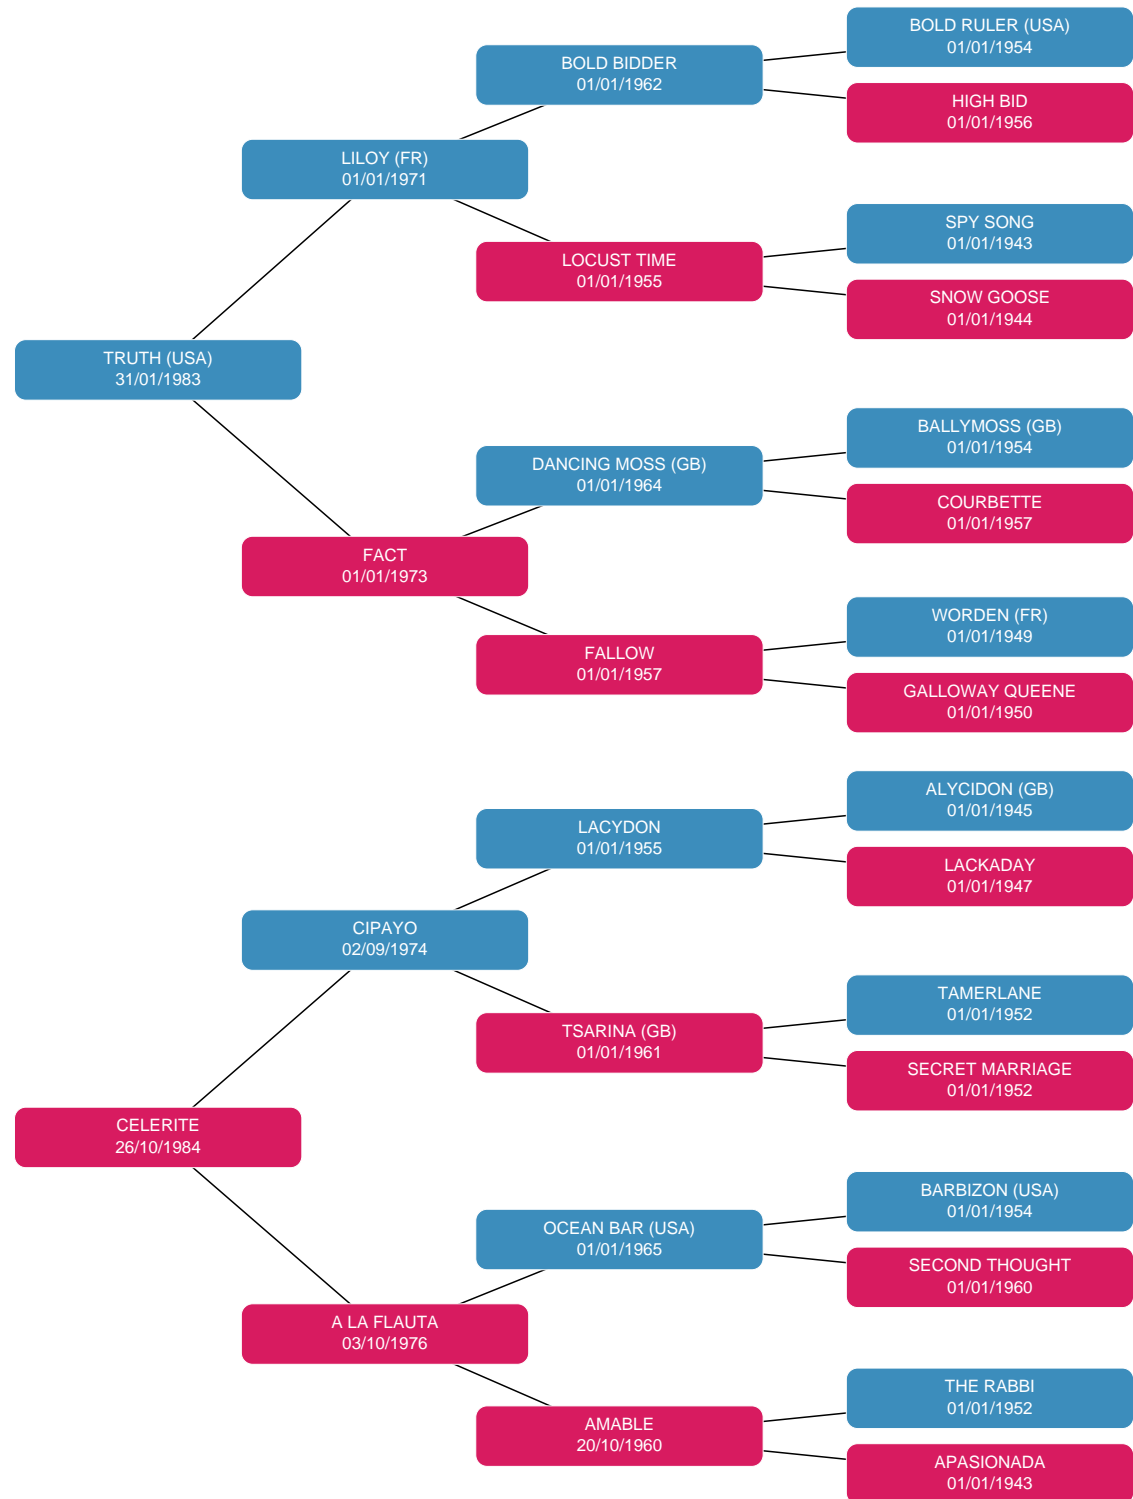 BOLD RULER (USA)
01/01/1954
BOLD BIDDER
01/01/1962
HIGH BID
01/01/1956
LILOY (FR)
01/01/1971
SPY SONG
01/01/1943
LOCUST TIME
01/01/1955
SNOW GOOSE
01/01/1944
TRUTH (USA)
31/01/1983
BALLYMOSS (GB)
01/01/1954
DANCING MOSS (GB)
01/01/1964
COURBETTE
01/01/1957
FACT
01/01/1973
WORDEN (FR)
01/01/1949
FALLOW
01/01/1957
GALLOWAY QUEENE
01/01/1950
ALYCIDON (GB)
01/01/1945
LACYDON
01/01/1955
LACKADAY
01/01/1947
CIPAYO
02/09/1974
TAMERLANE
01/01/1952
TSARINA (GB)
01/01/1961
SECRET MARRIAGE
01/01/1952
CELERITE
26/10/1984
BARBIZON (USA)
01/01/1954
OCEAN BAR (USA)
01/01/1965
SECOND THOUGHT
01/01/1960
A LA FLAUTA
03/10/1976
THE RABBI
01/01/1952
AMABLE
20/10/1960
APASIONADA
01/01/1943